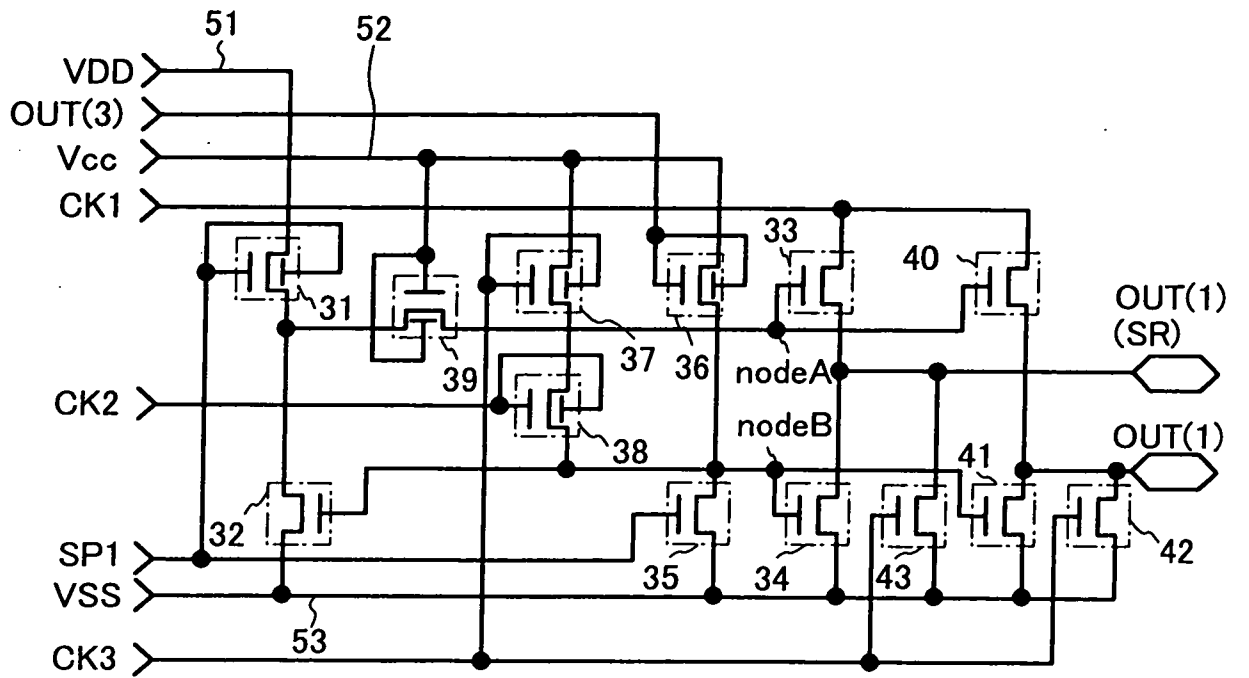 51
52
VDD
OUT(3)
Vcc
CK1
33
40
31
39
37
36
OUT(1)
(SR)
nodeA
CK2
nodeB
38
OUT(1)
41
32
SP1
35
34
43
42
VSS
53
CK3